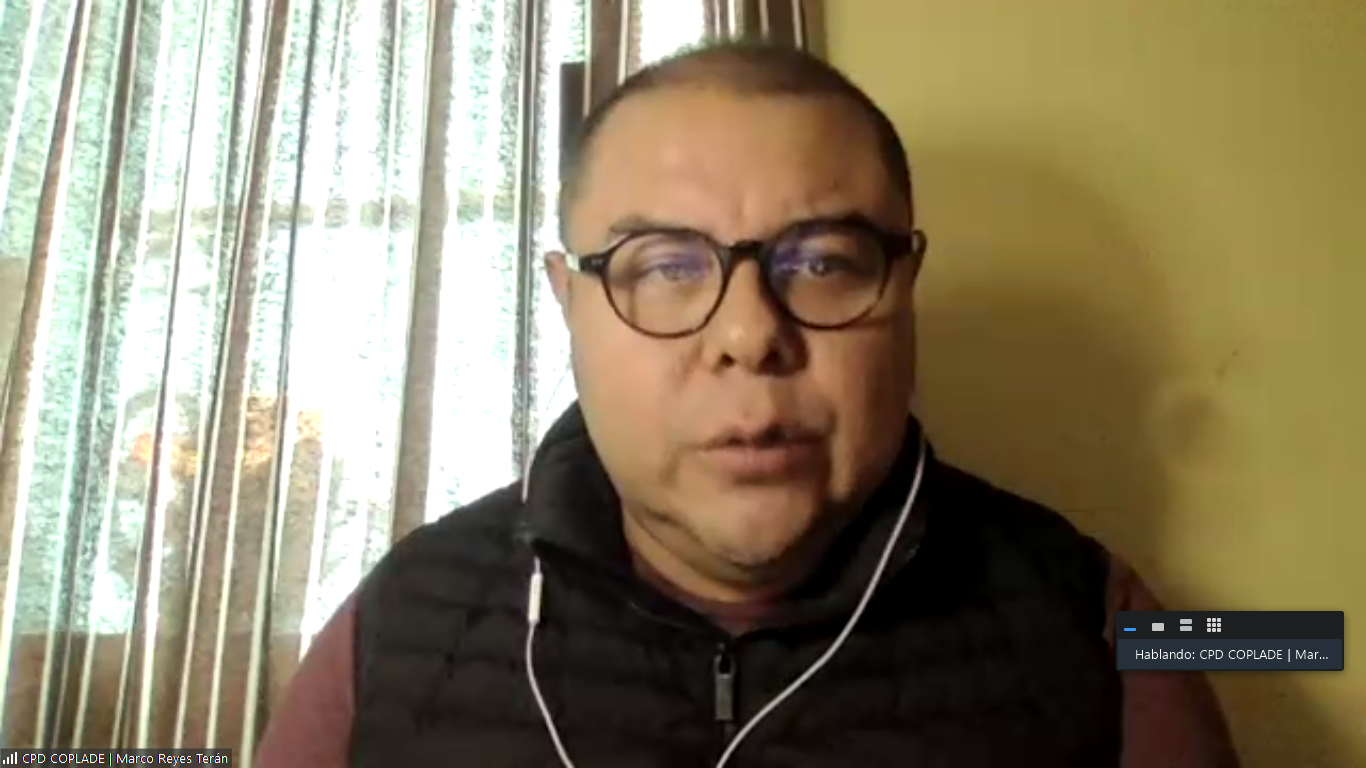 Hablando: CPD COPLADE | Mar...
CPD COPLADE | Marco Reyes Terán